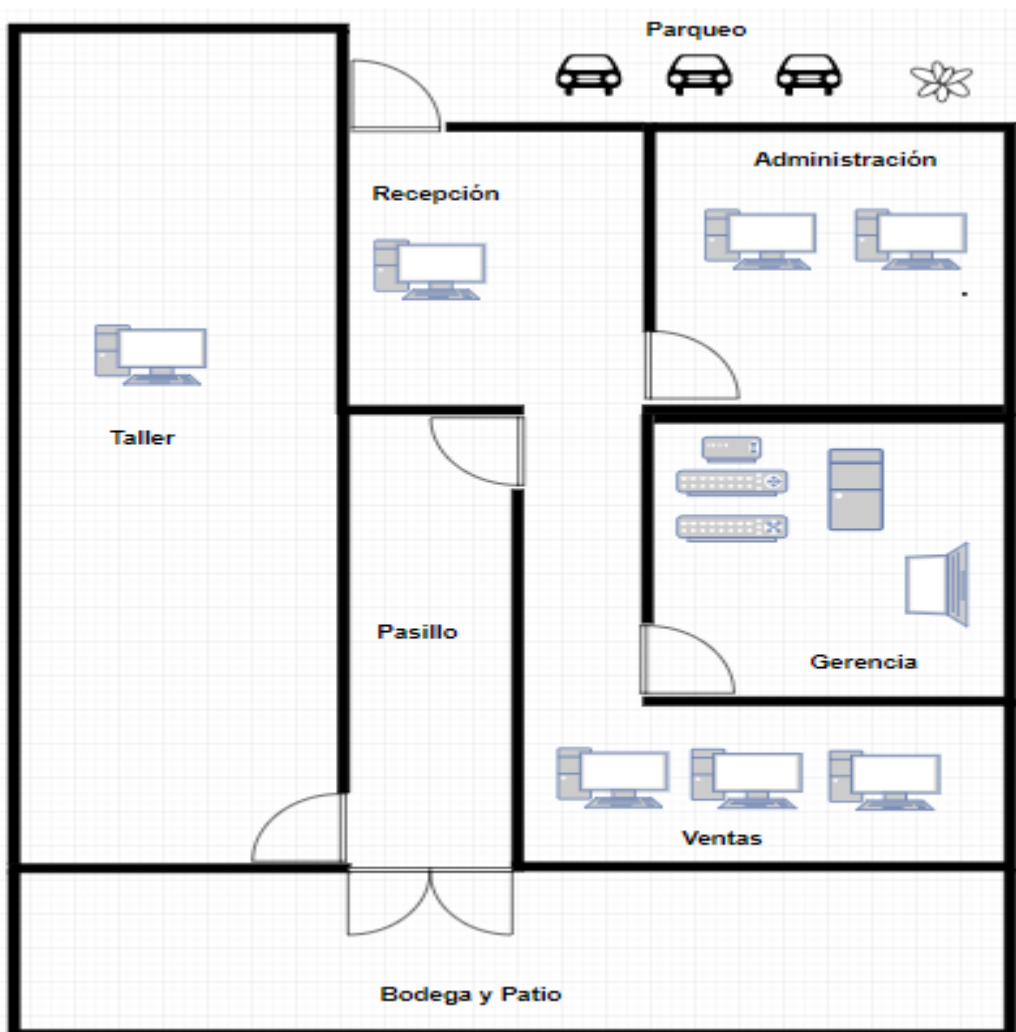 Parqueo
Administración
Recepción
Taller
Pasillo
Gerencia
Ventas
Bodega y Patio